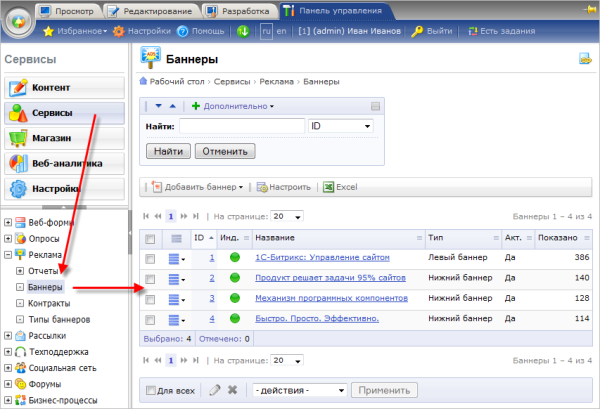 Просмотр Редактирование Разработка Панель управления
Избранное Настройки Помощь ru en [1] (admin) Иван Иванов Выйти Есть задания
Сервисы
Контент
Сервисы
Магазин
Веб-аналитика
Настройки
Веб-формы
Опросы
Реклама
Отчеты
Баннеры
Контракты
Типы баннеров
Рассылки
Техподдержка
Социальная сеть
Форумы
Бизнес-процессы
ADS
Баннеры
Рабочий стол › Сервисы › Реклама › Баннеры
Дополнительно
Найти: ID
Найти Отменить
Добавить баннер Настроить Excel
1 На странице: 20 Баннеры 1 – 4 из 4
ID Инд. Название Тип Акт. Показано
1 1С-Битрикс: Управление сайтом Левый баннер Да 386
2 Продукт решает задачи 95% сайтов Нижний баннер Да 140
3 Механизм програмных компонентов Нижний баннер Да 128
4 Быстро. Просто. Эффективно. Нижний баннер Да 114
Выбрано: 4 Отмечено: 0
1 На странице: 20 Баннеры 1 – 4 из 4
Для всех - действия - Применить